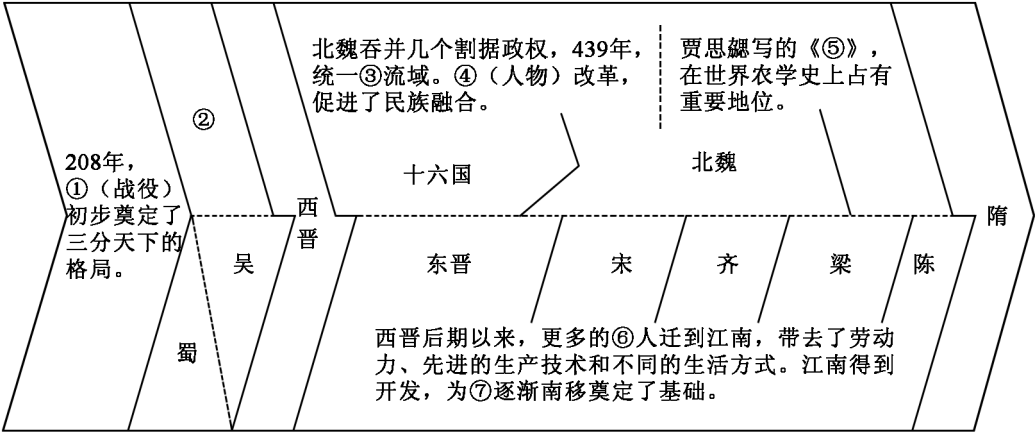 208年，
①（战役）
初步奠定了
三分天下的
格局。
②
蜀
吴
西
晋
北魏吞并几个割据政权，439年，
统一③流域。④（人物）改革，
促进了民族融合。
贾思勰写的《⑤》，
在世界农学史上占有
重要地位。
十六国
北魏
东晋
宋
齐
梁
陈
西晋后期以来，更多的⑥人迁到江南，带去了劳动
力、先进的生产技术和不同的生活方式。江南得到
开发，为⑦逐渐南移奠定了基础。
隋